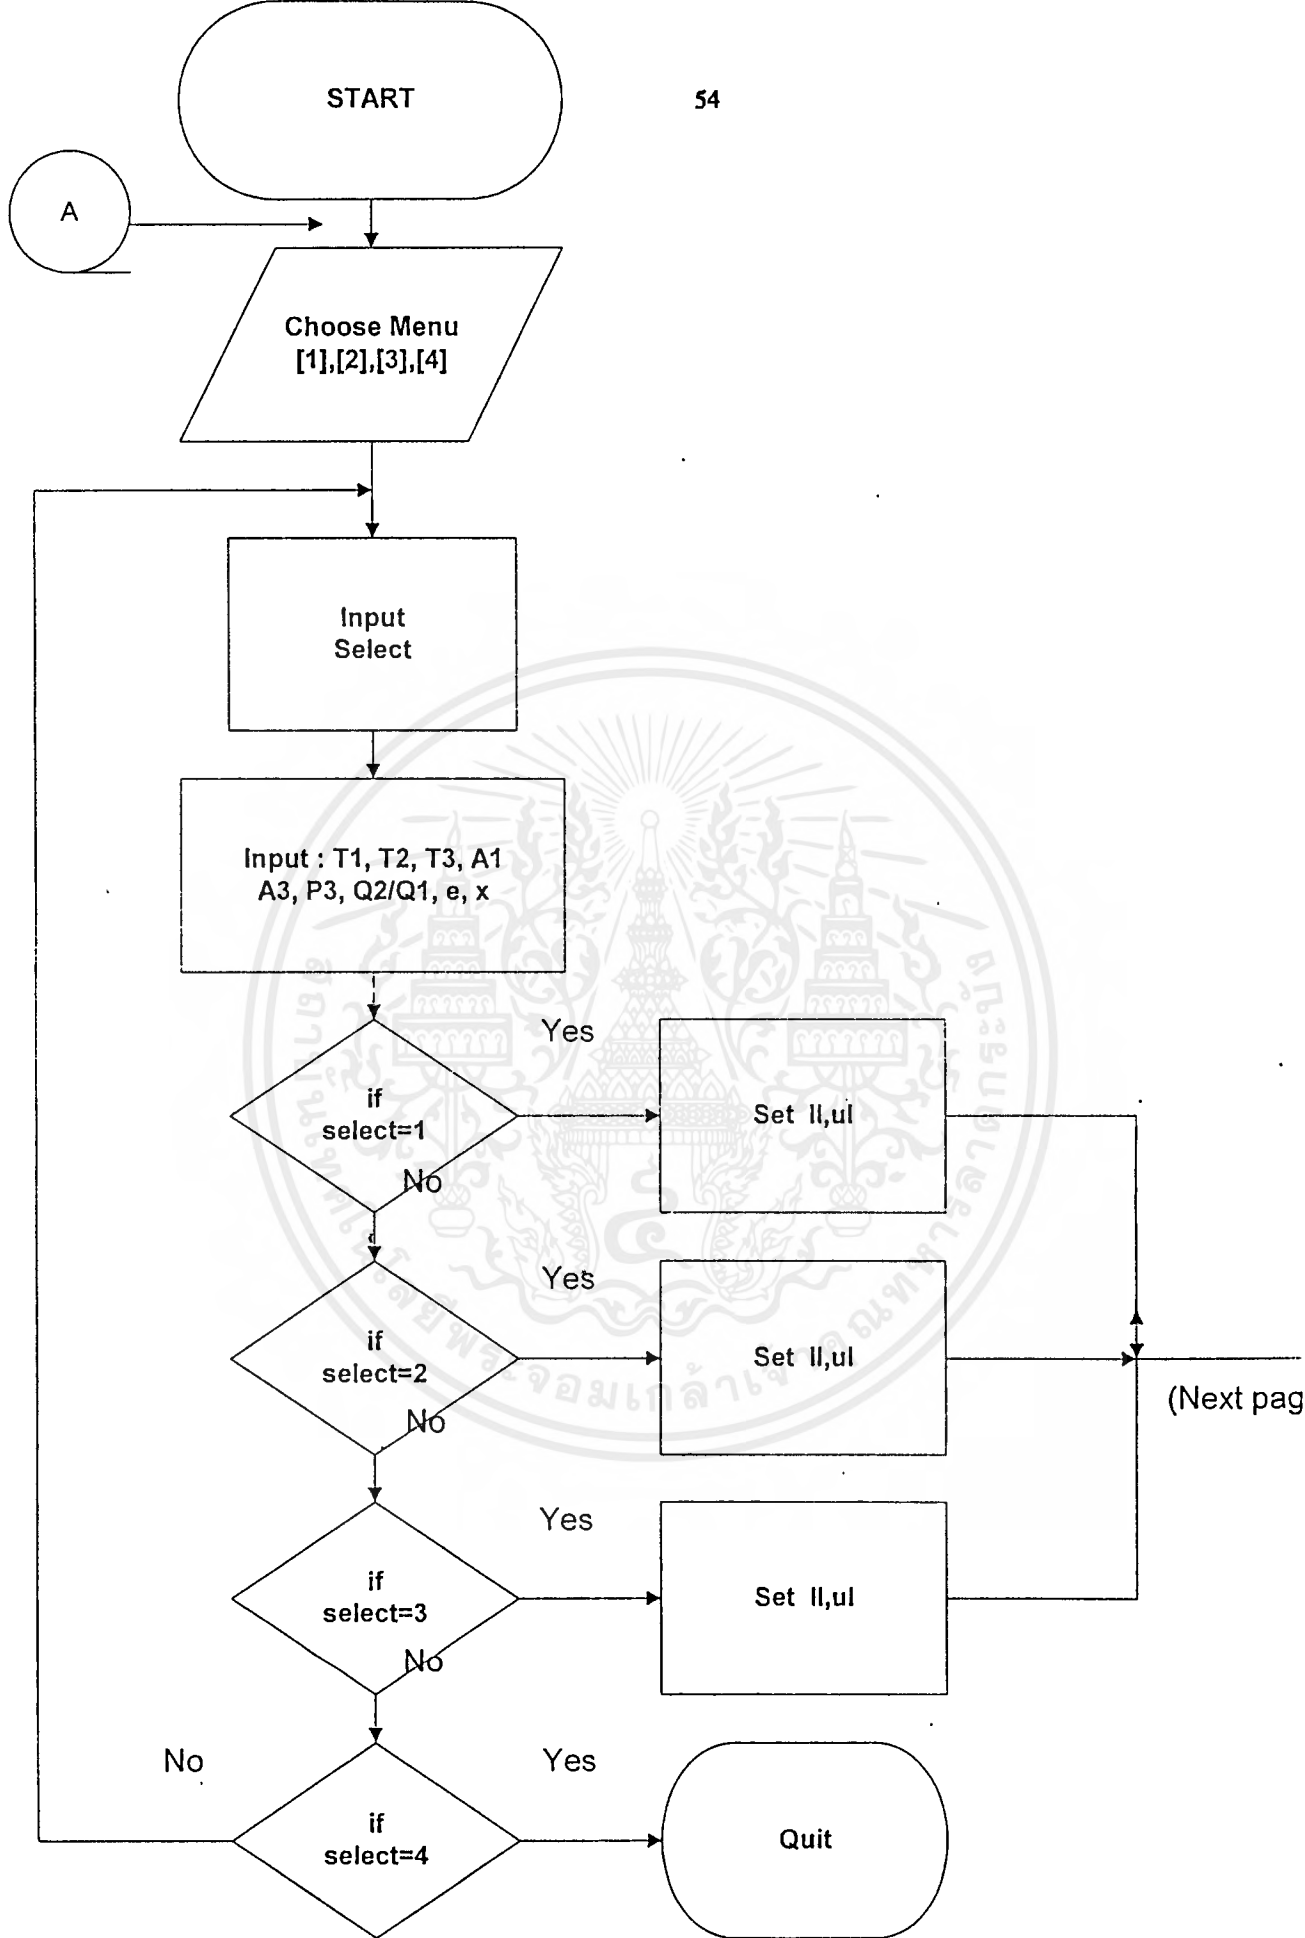 START
54
A
Choose Menu
[1],[2],[3],[4]
Input
Select
Input : T1, T2, T3, A1
A3, P3, Q2/Q1, e, x
Yes
if
select=1
Set ll,ul
No
Yes
if
select=2
Set ll,ul
(Next pag
No
Yes
if
select=3
Set ll,ul
No
No
Yes
if
select=4
Quit